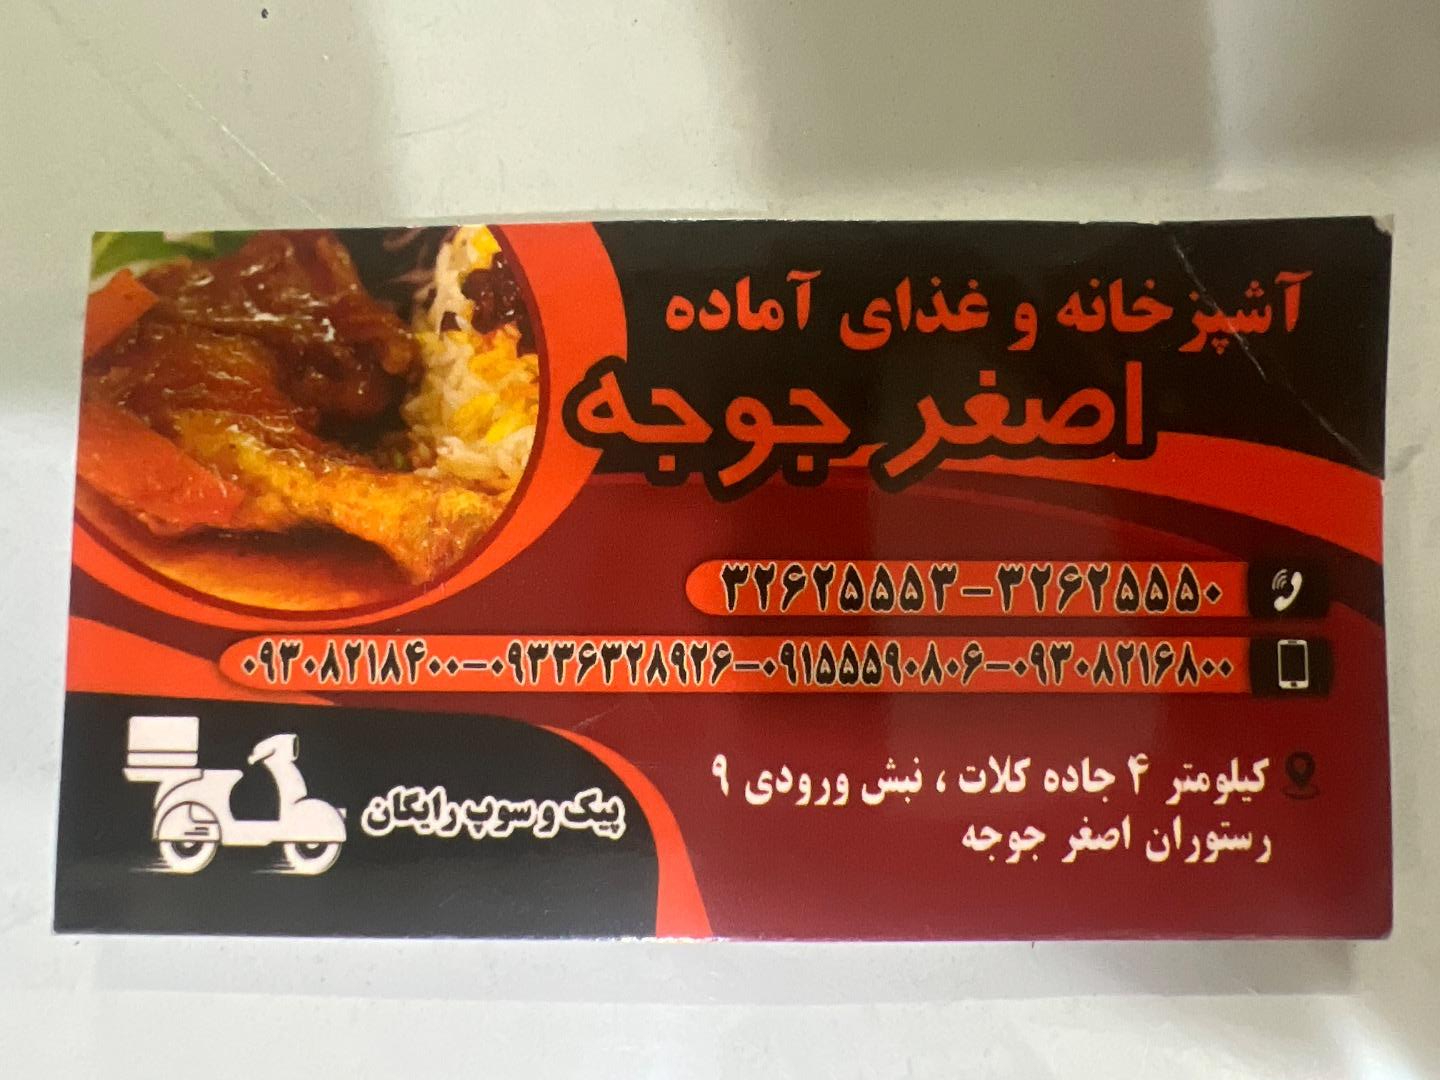 آشپزخانه و غذای آماده
اصغر جوجه
۳۲۶۲۵۵۵۳-۳۲۶۲۵۵۵۰
۰۹۳۰۸۲۱۸۴۰۰-۰۹۳۳۶۳۲۸۹۲۶-۰۹۱۵۵۵۹۰۸۰۶-۰۹۳۰۸۲۱۶۸۰۰
کیلومتر ۴ جاده کلات ، نبش ورودی ۹
رستوران اصغر جوجه
پیک و سوپ رایگان